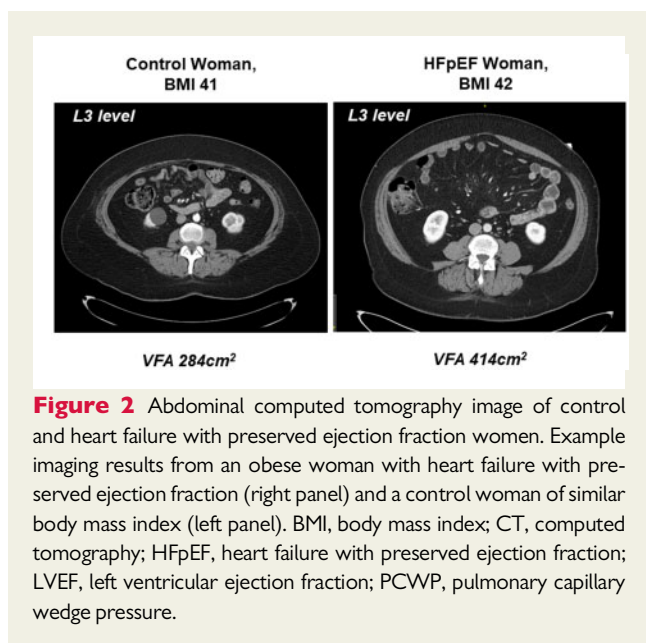 Control Woman,
BMI 41
HFpEF Woman,
BMI 42
L3 level
L3 level
VFA 284cm²
VFA 414cm²
Figure 2 Abdominal computed tomography image of control
and heart failure with preserved ejection fraction women. Example
imaging results from an obese woman with heart failure with pre-
served ejection fraction (right panel) and a control woman of similar
body mass index (left panel). BMI, body mass index; CT, computed
tomography; HFpEF, heart failure with preserved ejection fraction;
LVEF, left ventricular ejection fraction; PCWP, pulmonary capillary
wedge pressure.